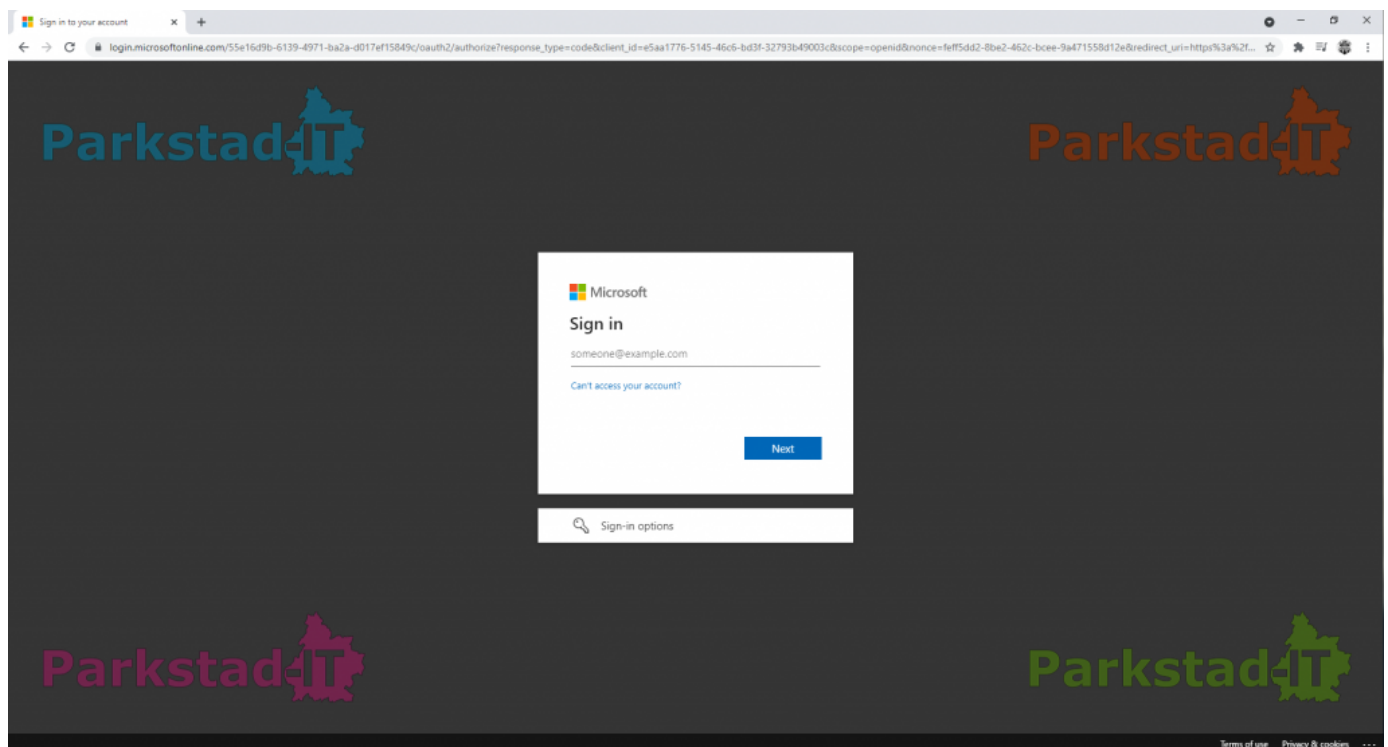 Sign in to your account
login.microsoftonline.com/55e16d9b-6139-4971-ba2a-d017ef15849c/oauth2/authorize?response_type=code&client_id=e5aa1776-5145-46c6-bd3f-32793b49003c&scope=openid&nonce=feff5dd2-8be2-462c-bcee-9a471558d12e&redirect_uri=https%3a%2f...
Parkstad-IT
Parkstad-IT
Microsoft
Sign in
someone@example.com
Can't access your account?
Next
Sign-in options
Parkstad-IT
Parkstad-IT
Terms of use Privacy & cookies ...